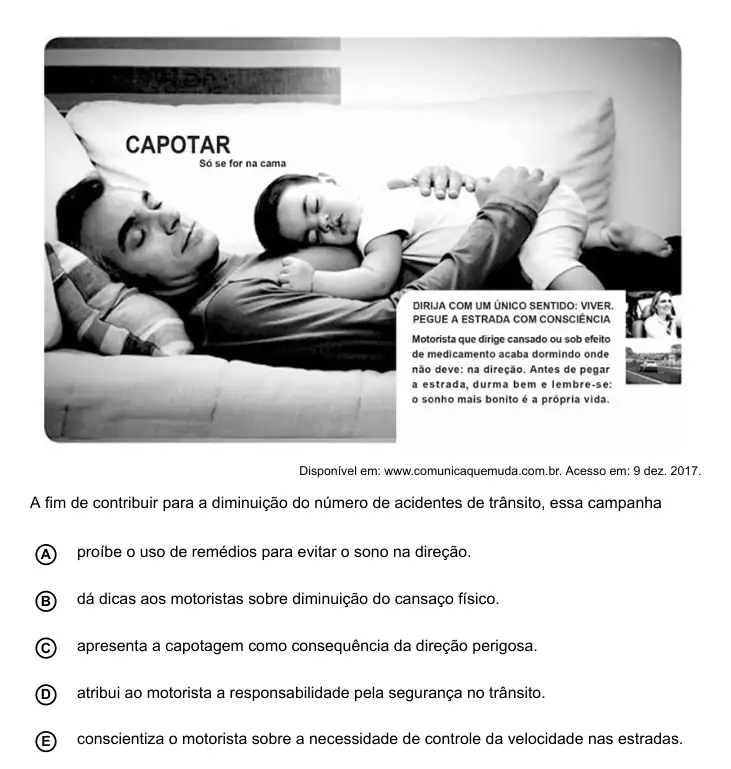 CAPOTAR
Só se for na cama
DIRIJA COM UM ÚNICO SENTIDO: VIVER.
PEGUE A ESTRADA COM CONSCIÊNCIA
Motorista que dirige cansado ou sob efeito
de medicamento acaba dormindo onde
não deve: na direção. Antes de pegar
a estrada, durma bem e lembre-se:
o sonho mais bonito é a própria vida.
Disponível em: www.comunicaquemuda.com.br. Acesso em: 9 dez. 2017.
A fim de contribuir para a diminuição do número de acidentes de trânsito, essa campanha
A proíbe o uso de remédios para evitar o sono na direção.
B dá dicas aos motoristas sobre diminuição do cansaço físico.
C apresenta a capotagem como consequência da direção perigosa.
D atribui ao motorista a responsabilidade pela segurança no trânsito.
E conscientiza o motorista sobre a necessidade de controle da velocidade nas estradas.